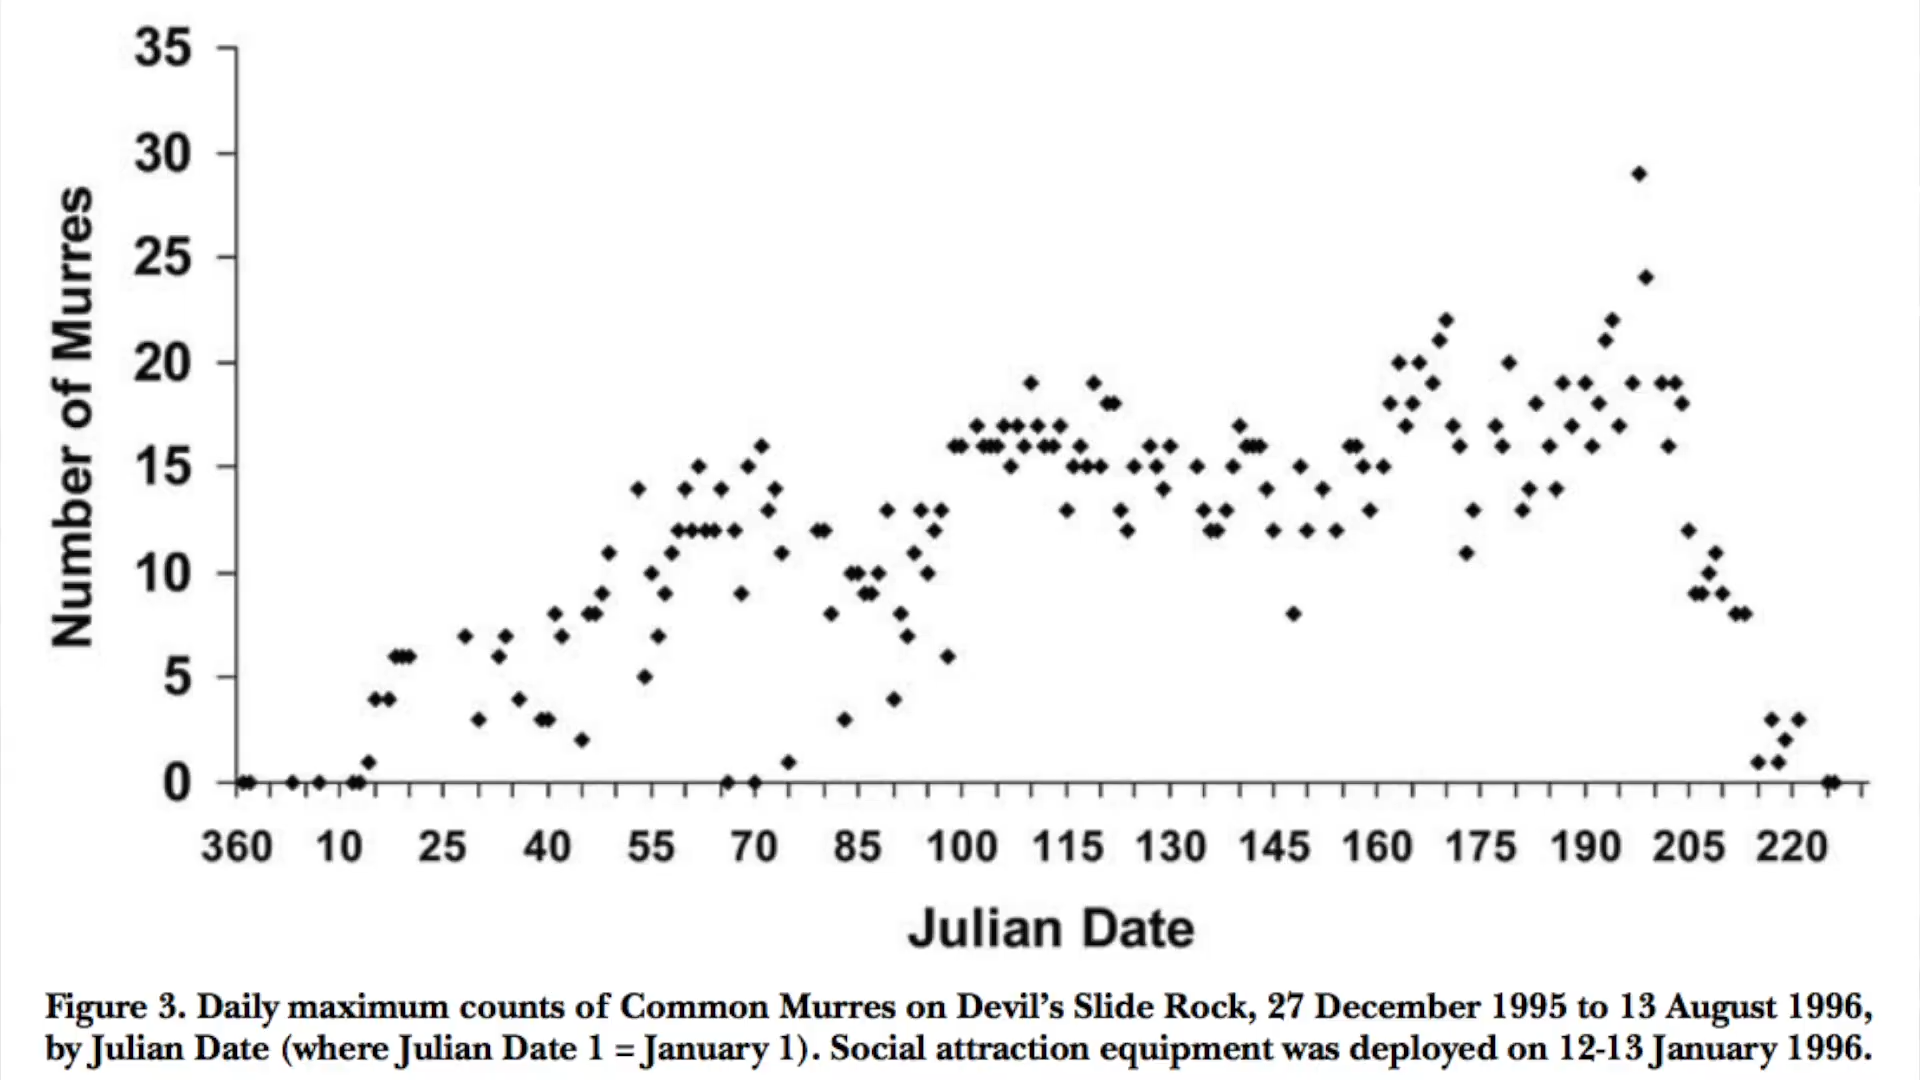 35
30
25
20
15
10
5
0
Number of Murres
360 10 25 40 55 70 85 100 115 130 145 160 175 190 205 220
Julian Date
Figure 3. Daily maximum counts of Common Murres on Devil's Slide Rock, 27 December 1995 to 13 August 1996,
by Julian Date (where Julian Date 1 = January 1). Social attraction equipment was deployed on 12-13 January 1996.